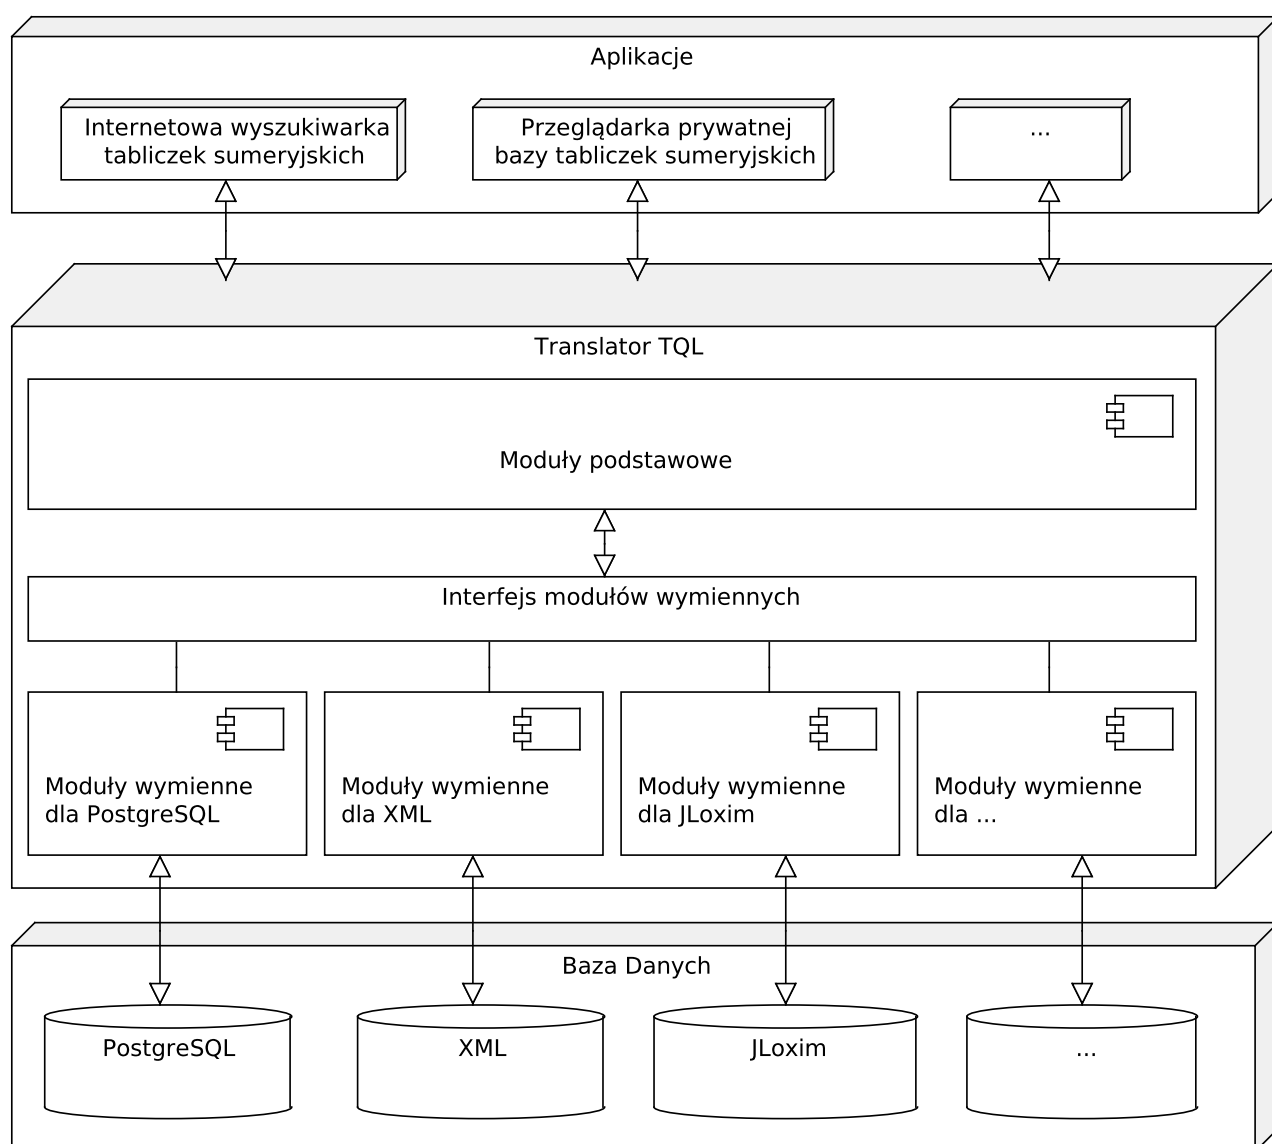 Aplikacje
Internetowa wyszukiwarka
tabliczek sumeryjskich
Przeglądarka prywatnej
bazy tabliczek sumeryjskich
...
Translator TQL
Moduły podstawowe
Interfejs modułów wymiennych
Moduły wymienne
dla PostgreSQL
Moduły wymienne
dla XML
Moduły wymienne
dla JLoxim
Moduły wymienne
dla ...
Baza Danych
PostgreSQL
XML
JLoxim
...